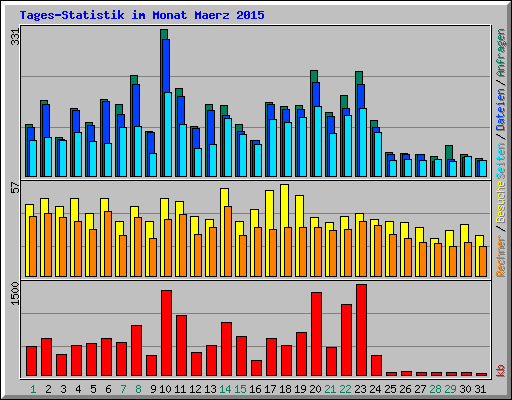 Tages-Statistik im Monat Maerz 2015
331
57
1500
Rechner / Besuche Seiten / Dateien / Anfragen
kb
1 2 3 4 5 6 7 8 9 10 11 12 13 14 15 16 17 18 19 20 21 22 23 24 25 26 27 28 29 30 31